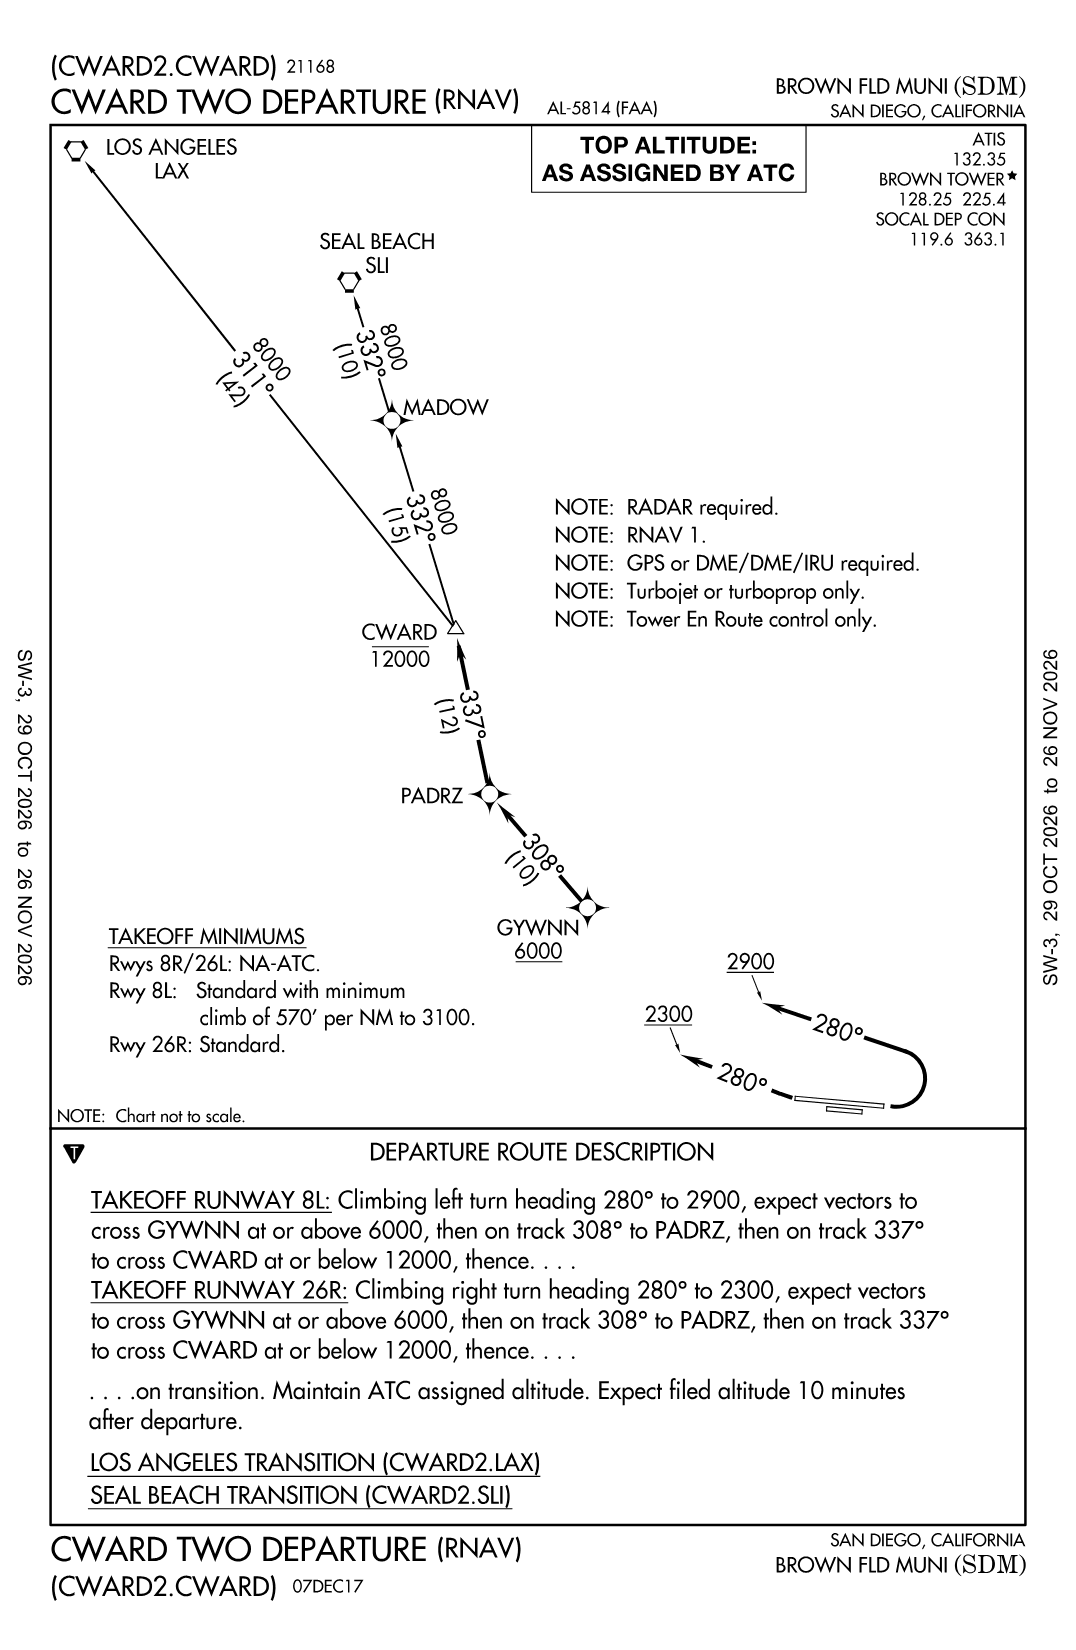 (CWARD2.CWARD) 21168
CWARD TWO DEPARTURE (RNAV)
AL-5814 (FAA)
BROWN FLD MUNI (SDM)
SAN DIEGO, CALIFORNIA
LOS ANGELES
LAX
TOP ALTITUDE:
AS ASSIGNED BY ATC
ATIS
132.35
BROWN TOWER★
128.25 225.4
SOCAL DEP CON
119.6 363.1
SEAL BEACH
SLI
8000
332°
(10)
8000
311°
(42)
MADOW
8000
332°
(15)
NOTE: RADAR required.
NOTE: RNAV 1.
NOTE: GPS or DME/DME/IRU required.
NOTE: Turbojet or turboprop only.
NOTE: Tower En Route control only.
CWARD
12000
337°
(12)
PADRZ
308°
(10)
GYWNN
6000
SW-3, 29 OCT 2026 to 26 NOV 2026
SW-3, 29 OCT 2026 to 26 NOV 2026
TAKEOFF MINIMUMS
Rwys 8R/26L: NA-ATC.
Rwy 8L: Standard with minimum
climb of 570' per NM to 3100.
Rwy 26R: Standard.
2900
280°
2300
280°
NOTE: Chart not to scale.
T
DEPARTURE ROUTE DESCRIPTION
TAKEOFF RUNWAY 8L: Climbing left turn heading 280° to 2900, expect vectors to
cross GYWNN at or above 6000, then on track 308° to PADRZ, then on track 337°
to cross CWARD at or below 12000, thence. . . .
TAKEOFF RUNWAY 26R: Climbing right turn heading 280° to 2300, expect vectors
to cross GYWNN at or above 6000, then on track 308° to PADRZ, then on track 337°
to cross CWARD at or below 12000, thence. . . .
. . . .on transition. Maintain ATC assigned altitude. Expect filed altitude 10 minutes
after departure.
LOS ANGELES TRANSITION (CWARD2.LAX)
SEAL BEACH TRANSITION (CWARD2.SLI)
CWARD TWO DEPARTURE (RNAV)
(CWARD2.CWARD) 07DEC17
SAN DIEGO, CALIFORNIA
BROWN FLD MUNI (SDM)